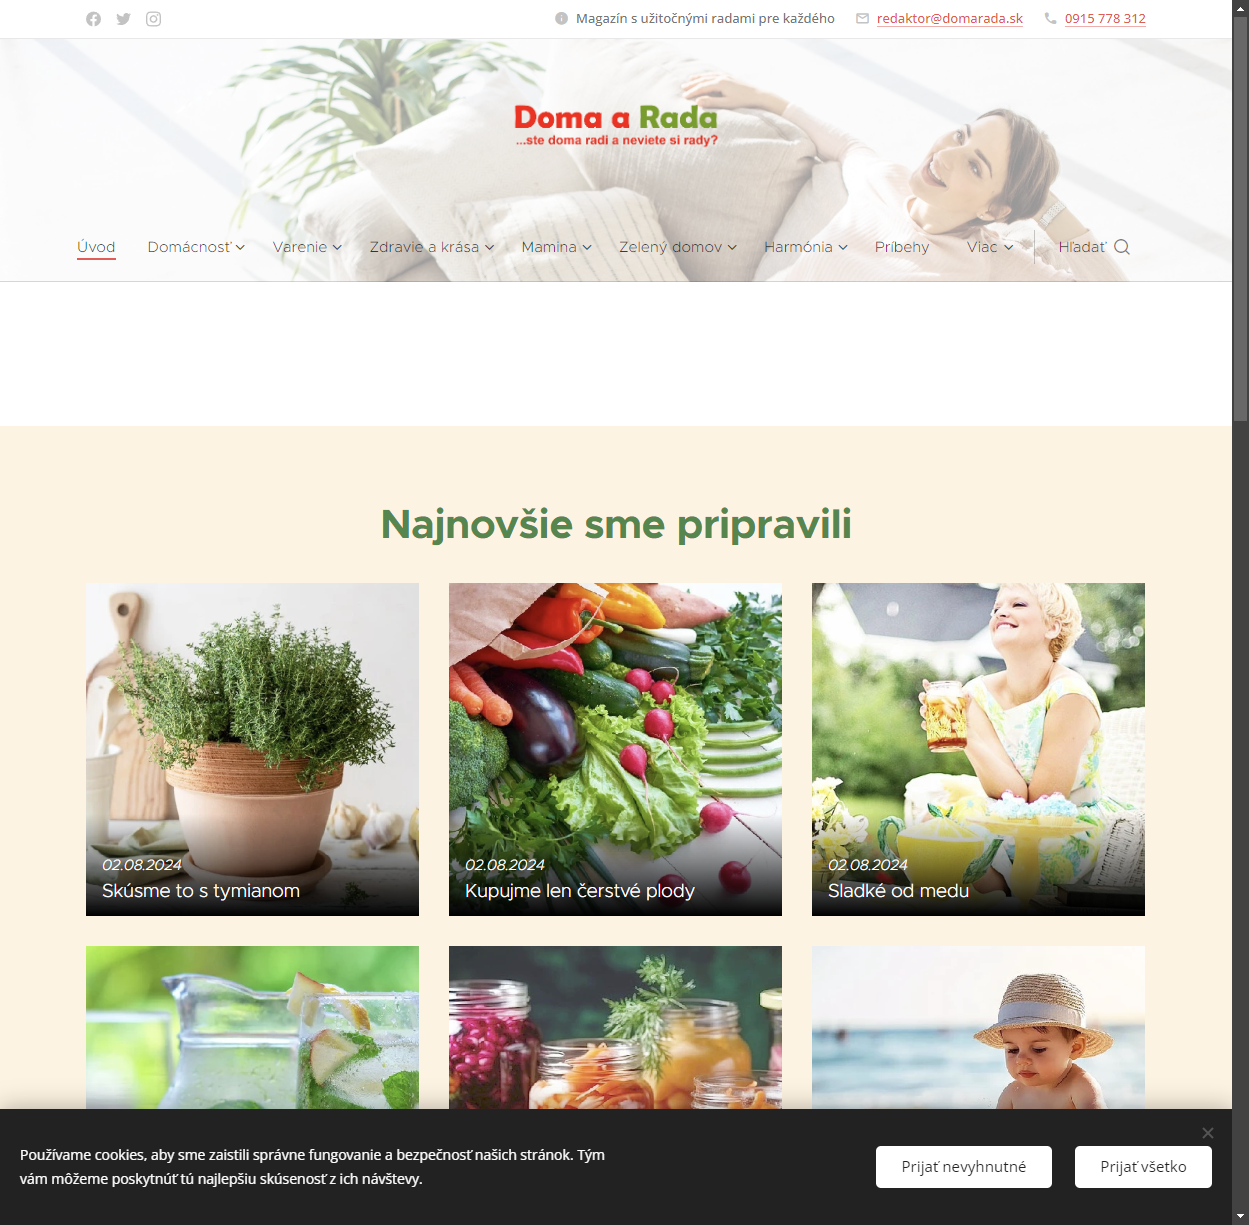 Magazín s užitočnými radami pre každého redaktor@domarada.sk 0915 778 312
Doma a Rada
...ste doma radi a neviete si rady?
Úvod Domácnosť Varenie Zdravie a krása Mamina Zelený domov Harmónia Príbehy Viac Hľadať
Najnovšie sme pripravili
02.08.2024
Skúsme to s tymianom
02.08.2024
Kupujme len čerstvé plody
02.08.2024
Sladké od medu
Používame cookies, aby sme zaistili správne fungovanie a bezpečnosť našich stránok. Tým
vám môžeme poskytnúť tú najlepšiu skúsenosť z ich návštevy.
Prijať nevyhnutné
Prijať všetko